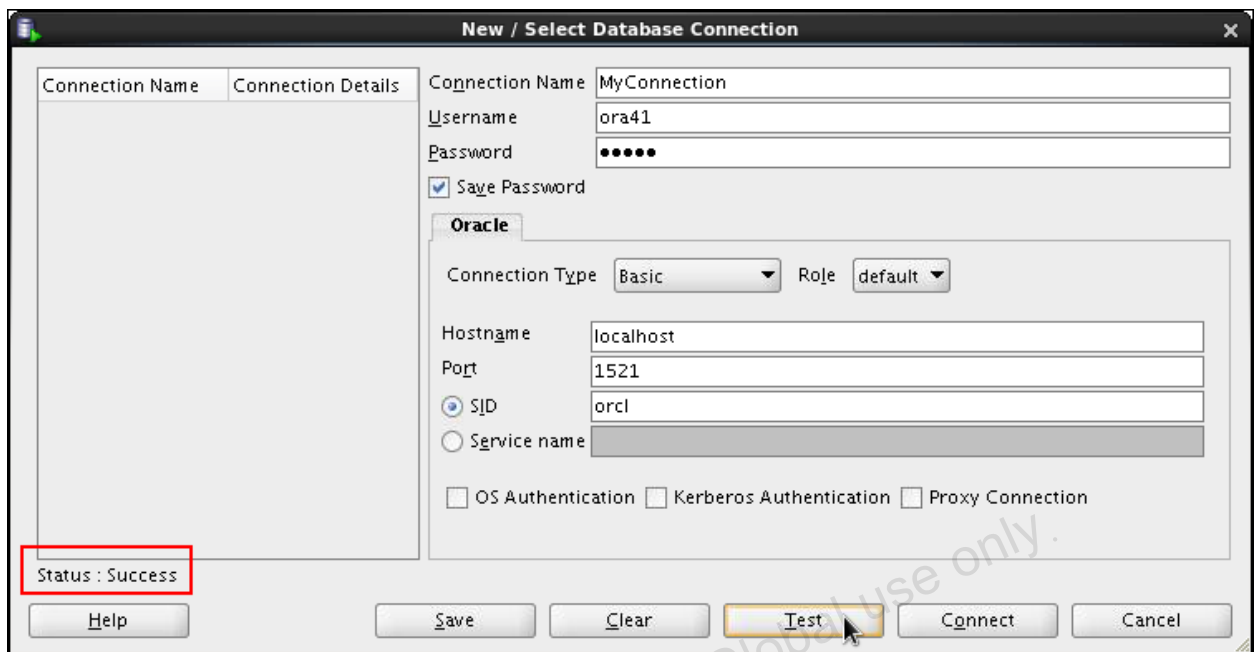 New / Select Database Connection
Connection Name Connection Details
Connection Name MyConnection
Username ora41
Password •••••
Save Password
Oracle
Connection Type Basic Role default
Hostname localhost
Port 1521
SID orcl
Service name
OS Authentication Kerberos Authentication Proxy Connection
Status : Success
Help Save Clear Test Connect Cancel
use only.